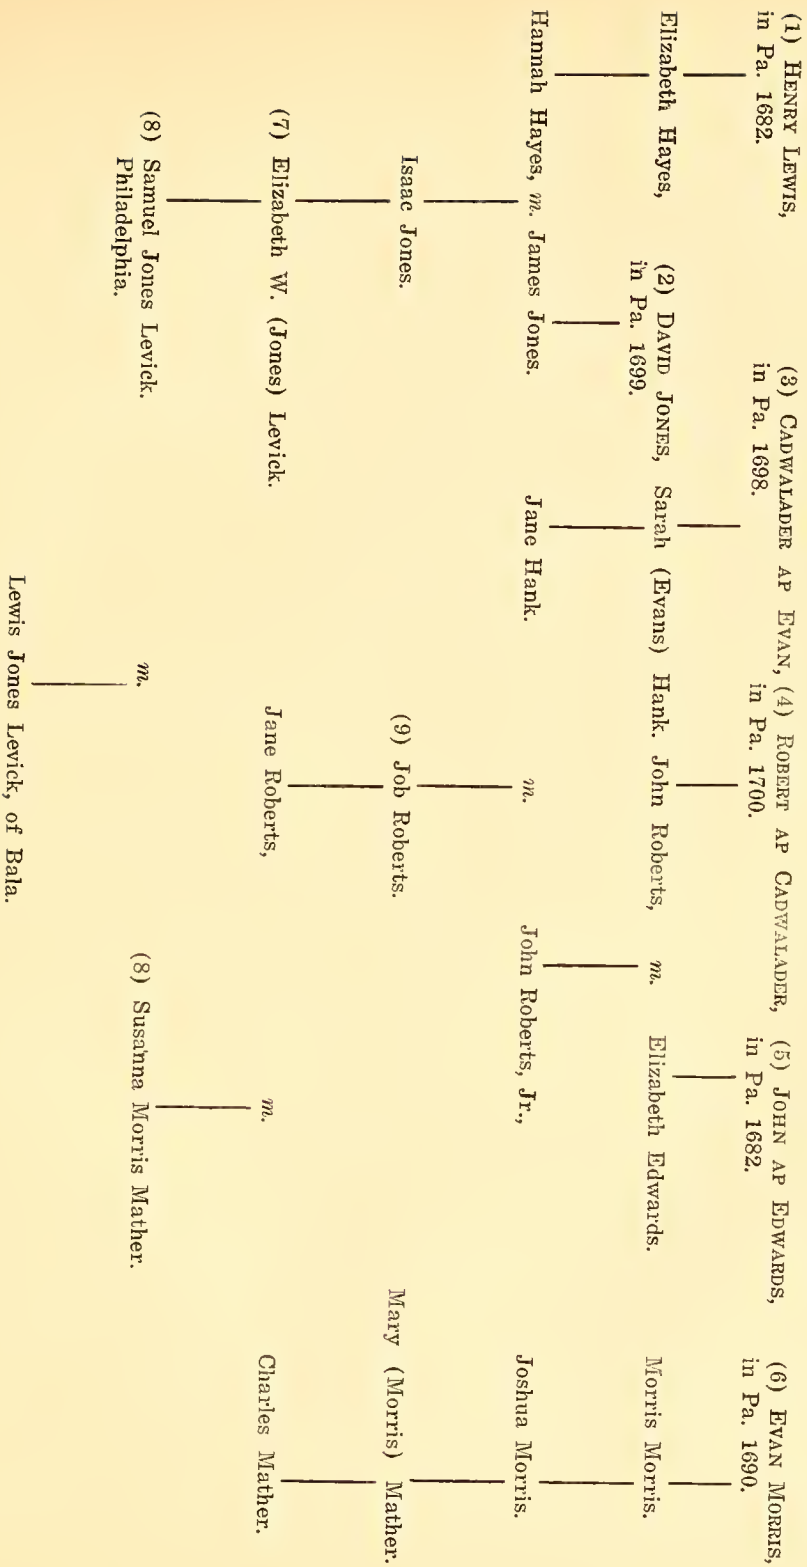 (1) HENRY LEWIS,
in Pa. 1682.
(3) CADWALADER AP EVAN,
in Pa. 1698.
(4) ROBERT AP CADWALADER,
in Pa. 1700.
(5) JOHN AP EDWARDS,
in Pa. 1682.
(6) EVAN MORRIS,
in Pa. 1690.
Elizabeth Hayes,
(2) DAVID JONES,
in Pa. 1699.
Sarah (Evans) Hank.
John Roberts,
m.
Elizabeth Edwards.
Morris Morris.
Hannah Hayes, m. James Jones.
Jane Hank.
m.
John Roberts, Jr.,
Joshua Morris.
Isaac Jones.
(9) Job Roberts.
Mary (Morris) Mather.
(7) Elizabeth W. (Jones) Levick.
Jane Roberts,
m.
Charles Mather.
(8) Samuel Jones Levick.
Philadelphia.
m.
(8) Susanna Morris Mather.
Lewis Jones Levick, of Bala.